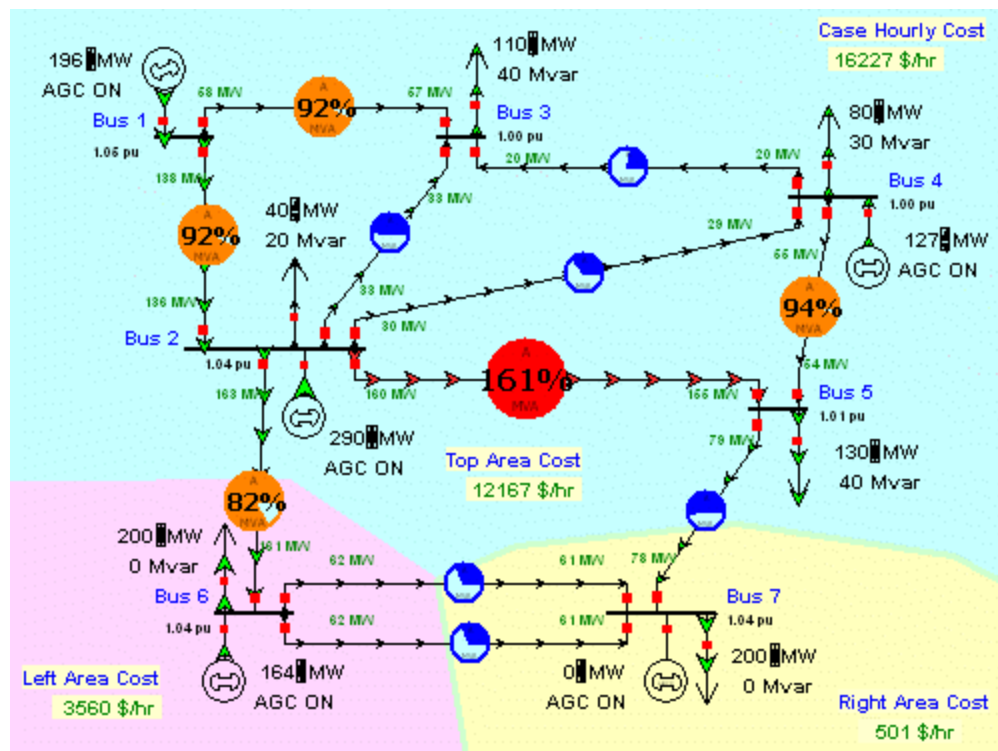 Case Hourly Cost
16227 $/hr
196 MW
AGC ON
58 MW
A
92%
MVA
57 MW
110 MW
40 Mvar
Bus 1
1.05 pu
Bus 3
1.00 pu
80 MW
30 Mvar
138 MW
20 MW
20 MW
Bus 4
1.00 pu
40 MW
20 Mvar
33 MW
A
92%
MVA
29 MW
127 MW
AGC ON
55 MW
136 MW
33 MW
30 MW
A
94%
MVA
Bus 2
1.04 pu
54 MW
163 MW
160 MW
A
161%
MVA
155 MW
Bus 5
1.01 pu
290 MW
AGC ON
79 MW
130 MW
40 Mvar
Top Area Cost
12167 $/hr
A
82%
MVA
200 MW
0 Mvar
161 MW
62 MW
61 MW
78 MW
Bus 6
1.04 pu
62 MW
61 MW
Bus 7
1.04 pu
164 MW
AGC ON
0 MW
AGC ON
200 MW
0 Mvar
Left Area Cost
3560 $/hr
Right Area Cost
501 $/hr